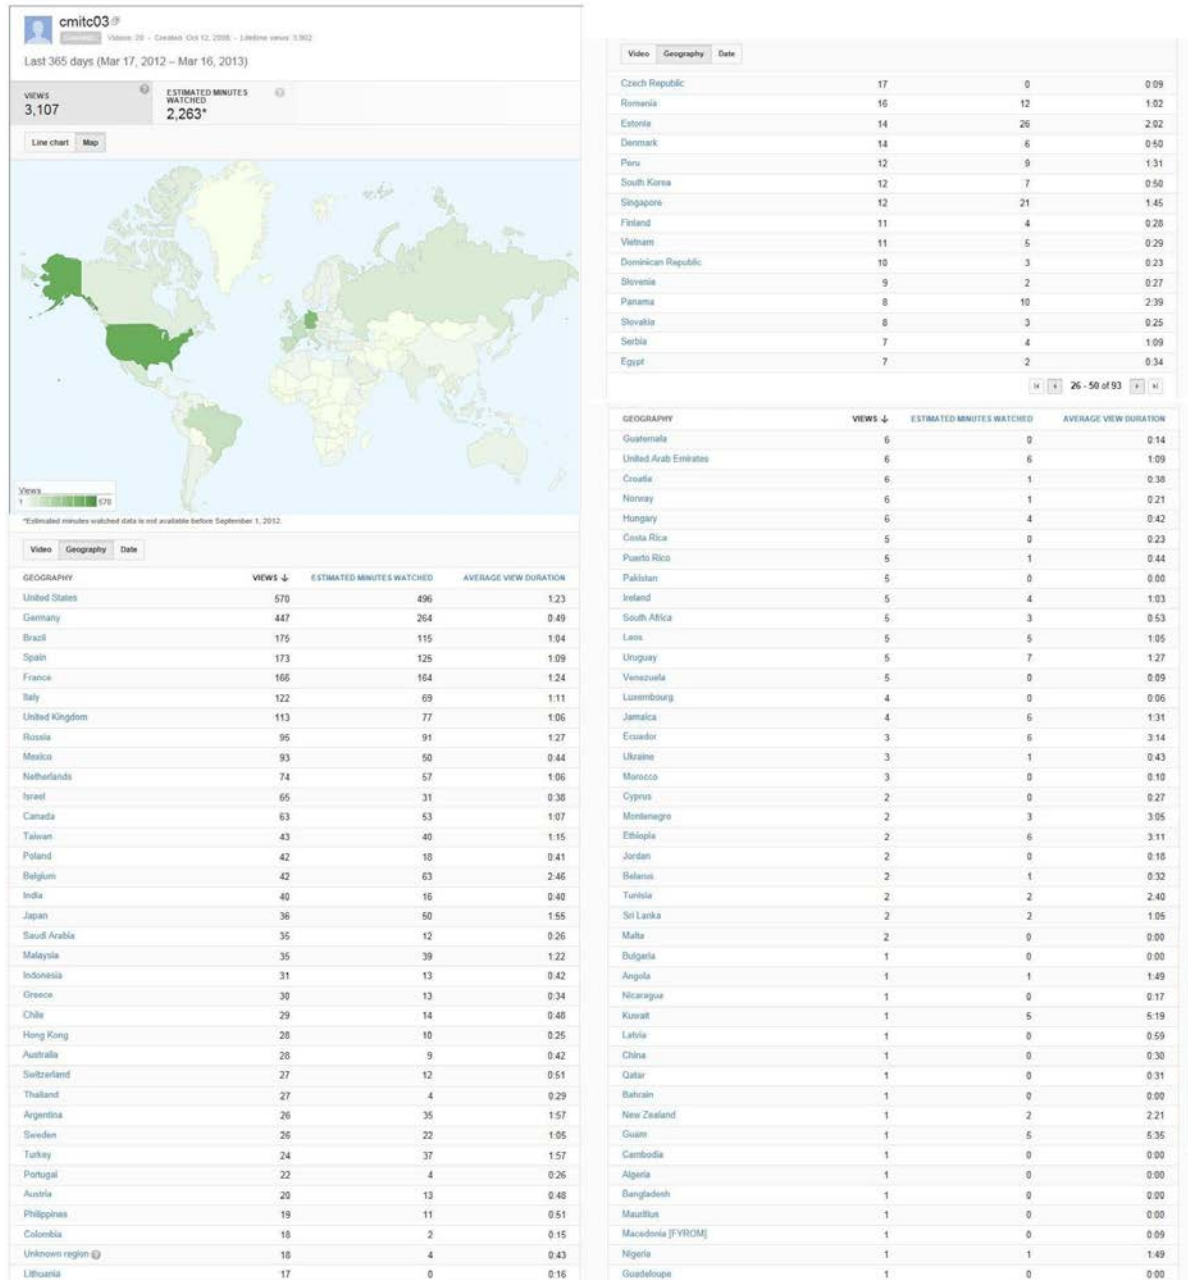 cmitc03
Videos: 20 - Created: Oct 12, 2008 - Lifetime views: 3,902
Last 365 days (Mar 17, 2012 – Mar 16, 2013)
VIEWS
3,107
ESTIMATED MINUTES
WATCHED
2,263*
Line chart Map
Views
1 570
*Estimated minutes watched data is not available before September 1, 2012.
Video Geography Date
GEOGRAPHY VIEWS ↓ ESTIMATED MINUTES WATCHED AVERAGE VIEW DURATION
United States 570 496 1:23
Germany 447 264 0:49
Brazil 175 115 1:04
Spain 173 125 1:09
France 166 164 1:24
Italy 122 69 1:11
United Kingdom 113 77 1:06
Russia 95 91 1:27
Mexico 93 50 0:44
Netherlands 74 57 1:06
Israel 65 31 0:38
Canada 63 53 1:07
Taiwan 43 40 1:15
Poland 42 18 0:41
Belgium 42 63 2:46
India 40 16 0:40
Japan 36 50 1:55
Saudi Arabia 35 12 0:26
Malaysia 35 39 1:22
Indonesia 31 13 0:42
Greece 30 13 0:34
Chile 29 14 0:48
Hong Kong 28 10 0:25
Australia 28 9 0:42
Switzerland 27 12 0:51
Thailand 27 4 0:29
Argentina 26 35 1:57
Sweden 26 22 1:05
Turkey 24 37 1:57
Portugal 22 4 0:26
Austria 20 13 0:48
Philippines 19 11 0:51
Colombia 18 2 0:15
Unknown region 18 4 0:43
Lithuania 17 0 0:16
Video Geography Date
Czech Republic 17 0 0:09
Romania 16 12 1:02
Estonia 14 26 2:02
Denmark 14 6 0:50
Peru 12 9 1:31
South Korea 12 7 0:50
Singapore 12 21 1:45
Finland 11 4 0:28
Vietnam 11 5 0:29
Dominican Republic 10 3 0:23
Slovenia 9 2 0:27
Panama 8 10 2:39
Slovakia 8 3 0:25
Serbia 7 4 1:09
Egypt 7 2 0:34
26 - 50 of 93
GEOGRAPHY VIEWS ↓ ESTIMATED MINUTES WATCHED AVERAGE VIEW DURATION
Guatemala 6 0 0:14
United Arab Emirates 6 6 1:09
Croatia 6 1 0:38
Norway 6 1 0:21
Hungary 6 4 0:42
Costa Rica 5 0 0:23
Puerto Rico 5 1 0:44
Pakistan 5 0 0:00
Ireland 5 4 1:03
South Africa 5 3 0:53
Laos 5 5 1:05
Uruguay 5 7 1:27
Venezuela 5 0 0:09
Luxembourg 4 0 0:06
Jamaica 4 6 1:31
Ecuador 3 6 3:14
Ukraine 3 1 0:43
Morocco 3 0 0:10
Cyprus 2 0 0:27
Montenegro 2 3 3:05
Ethiopia 2 6 3:11
Jordan 2 0 0:18
Belarus 2 1 0:32
Tunisia 2 2 2:40
Sri Lanka 2 2 1:05
Malta 2 0 0:00
Bulgaria 1 0 0:00
Angola 1 1 1:49
Nicaragua 1 0 0:17
Kuwait 1 5 5:19
Latvia 1 0 0:59
China 1 0 0:30
Qatar 1 0 0:31
Bahrain 1 0 0:00
New Zealand 1 2 2:21
Guam 1 5 5:35
Cambodia 1 0 0:00
Algeria 1 0 0:00
Bangladesh 1 0 0:00
Mauritius 1 0 0:00
Macedonia [FYROM] 1 0 0:09
Nigeria 1 1 1:49
Guadeloupe 1 0 0:00